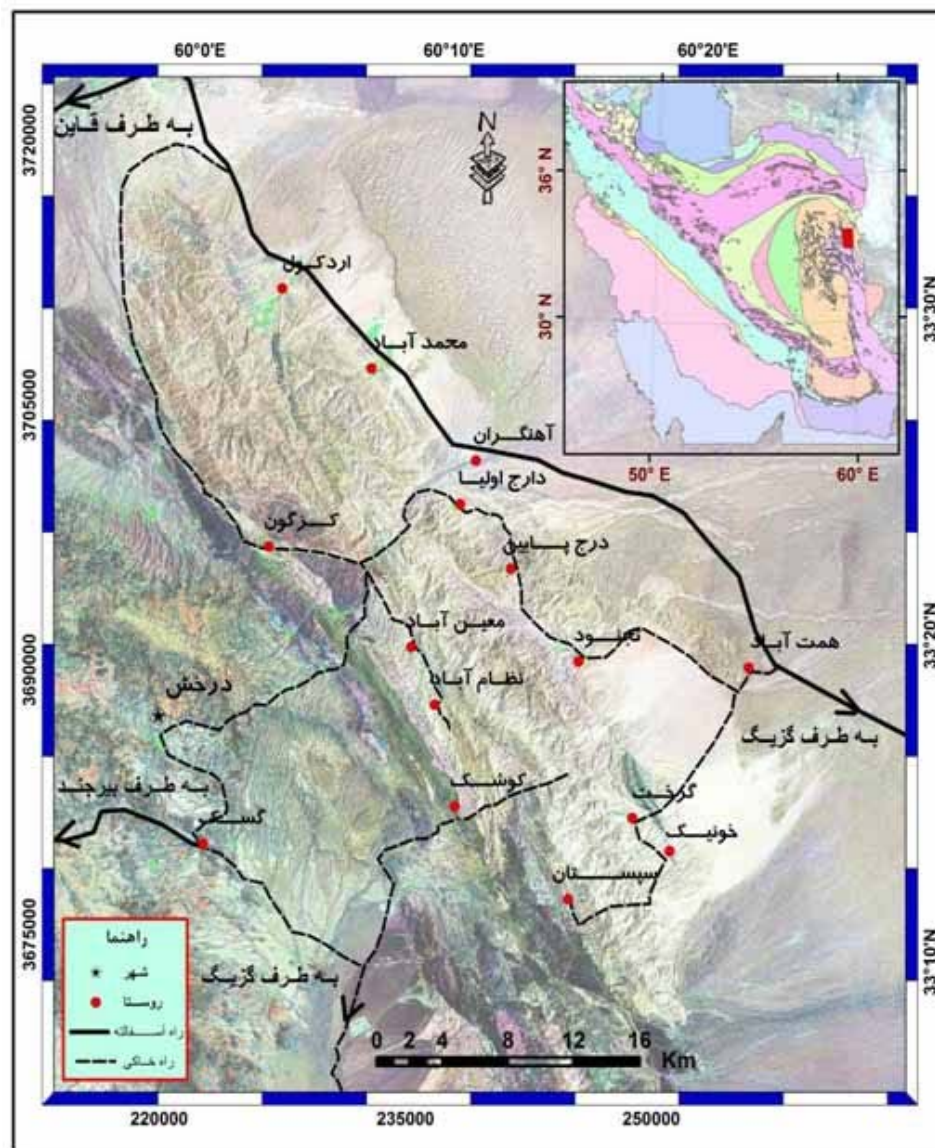 60°0'E 60°10'E 60°20'E
3720000
3705000
3690000
3675000
به طرف قاین
N
36° N
30° N
50° E 60° E
33°30'N
33°20'N
33°10'N
اردکول
محمد آباد
آهنگران
دارج اولیا
کرگون
درج پایین
معین آباد
همت آباد
نظام آباد
درخش
به طرف گزیگ
به طرف بیرجند
کوشک
گسک
گرخت
خونیک
سپستان
به طرف گزیگ
راهنما
شهر
روستا
راه آسفالته
راه خاکی
0 2 4 8 12 16
Km
220000 235000 250000